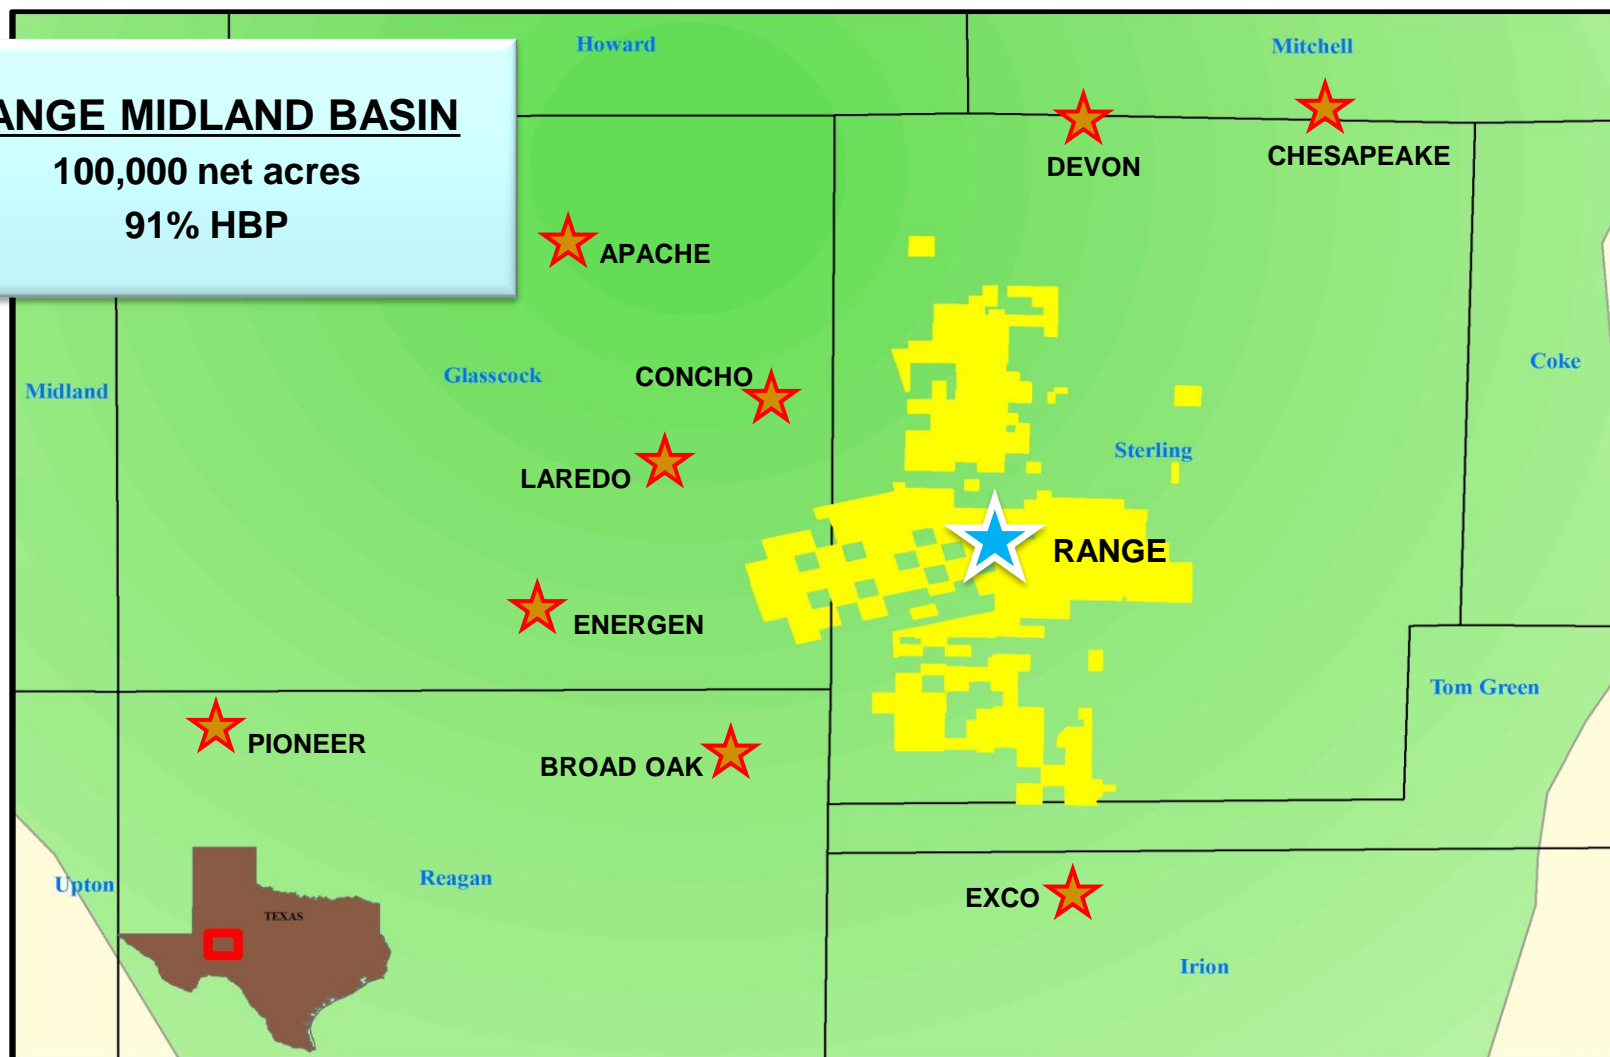 Howard
Mitchell
ANGE MIDLAND BASIN
100,000 net acres
91% HBP
DEVON
CHESAPEAKE
APACHE
Glasscock
CONCHO
Midland
Coke
Sterling
LAREDO
RANGE
ENERGEN
Tom Green
PIONEER
BROAD OAK
Upton
Reagan
TEXAS
EXCO
Irion